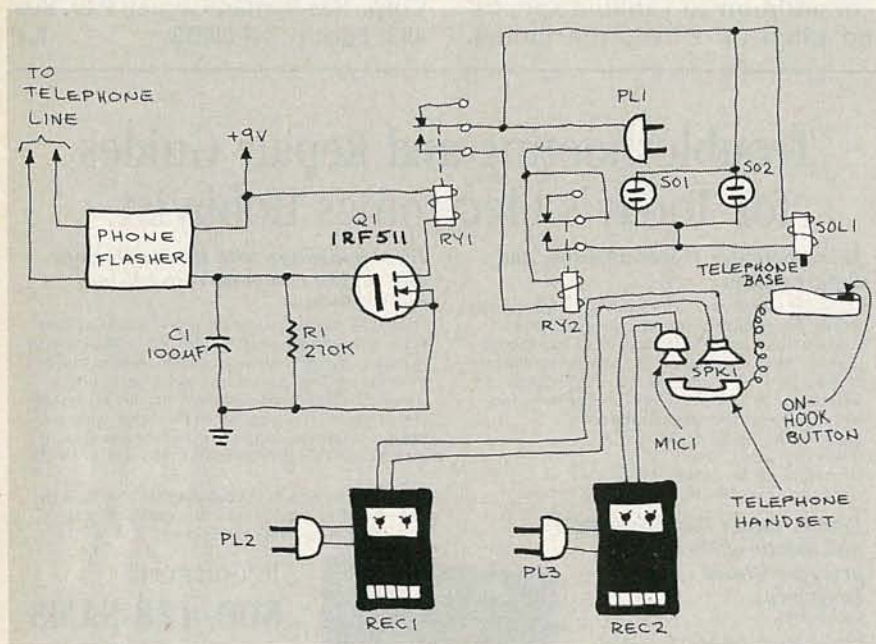 TO
TELEPHONE
LINE
+9V
PHONE
FLASHER
C1
100µF
R1
270K
Q1
IRF511
RY1
PL1
SO1
SO2
RY2
SOL1
TELEPHONE
BASE
SPK1
MIC1
ON-
HOOK
BUTTON
TELEPHONE
HANDSET
PL2
REC1
PL3
REC2